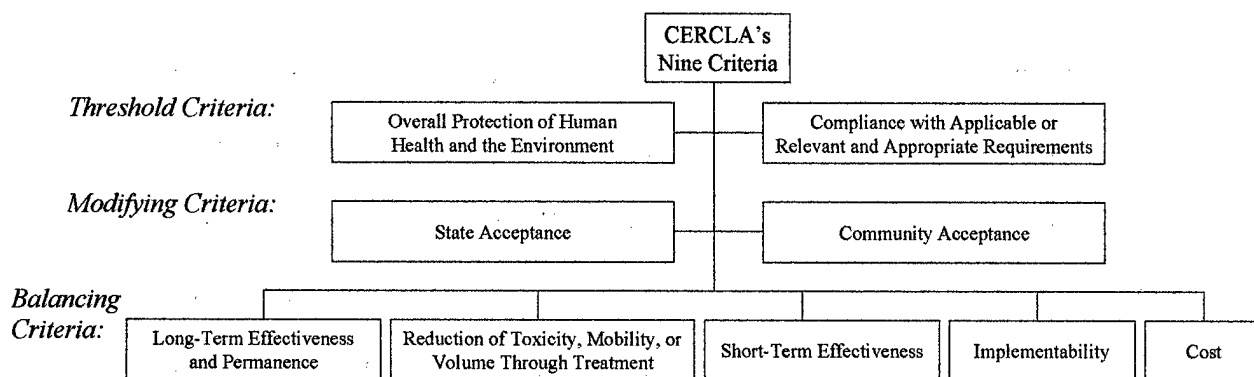 CERCLA's
Nine Criteria
Threshold Criteria:
Overall Protection of Human
Health and the Environment
Compliance with Applicable or
Relevant and Appropriate Requirements
Modifying Criteria:
State Acceptance
Community Acceptance
Balancing
Criteria:
Long-Term Effectiveness
and Permanence
Reduction of Toxicity, Mobility, or
Volume Through Treatment
Short-Term Effectiveness
Implementability
Cost